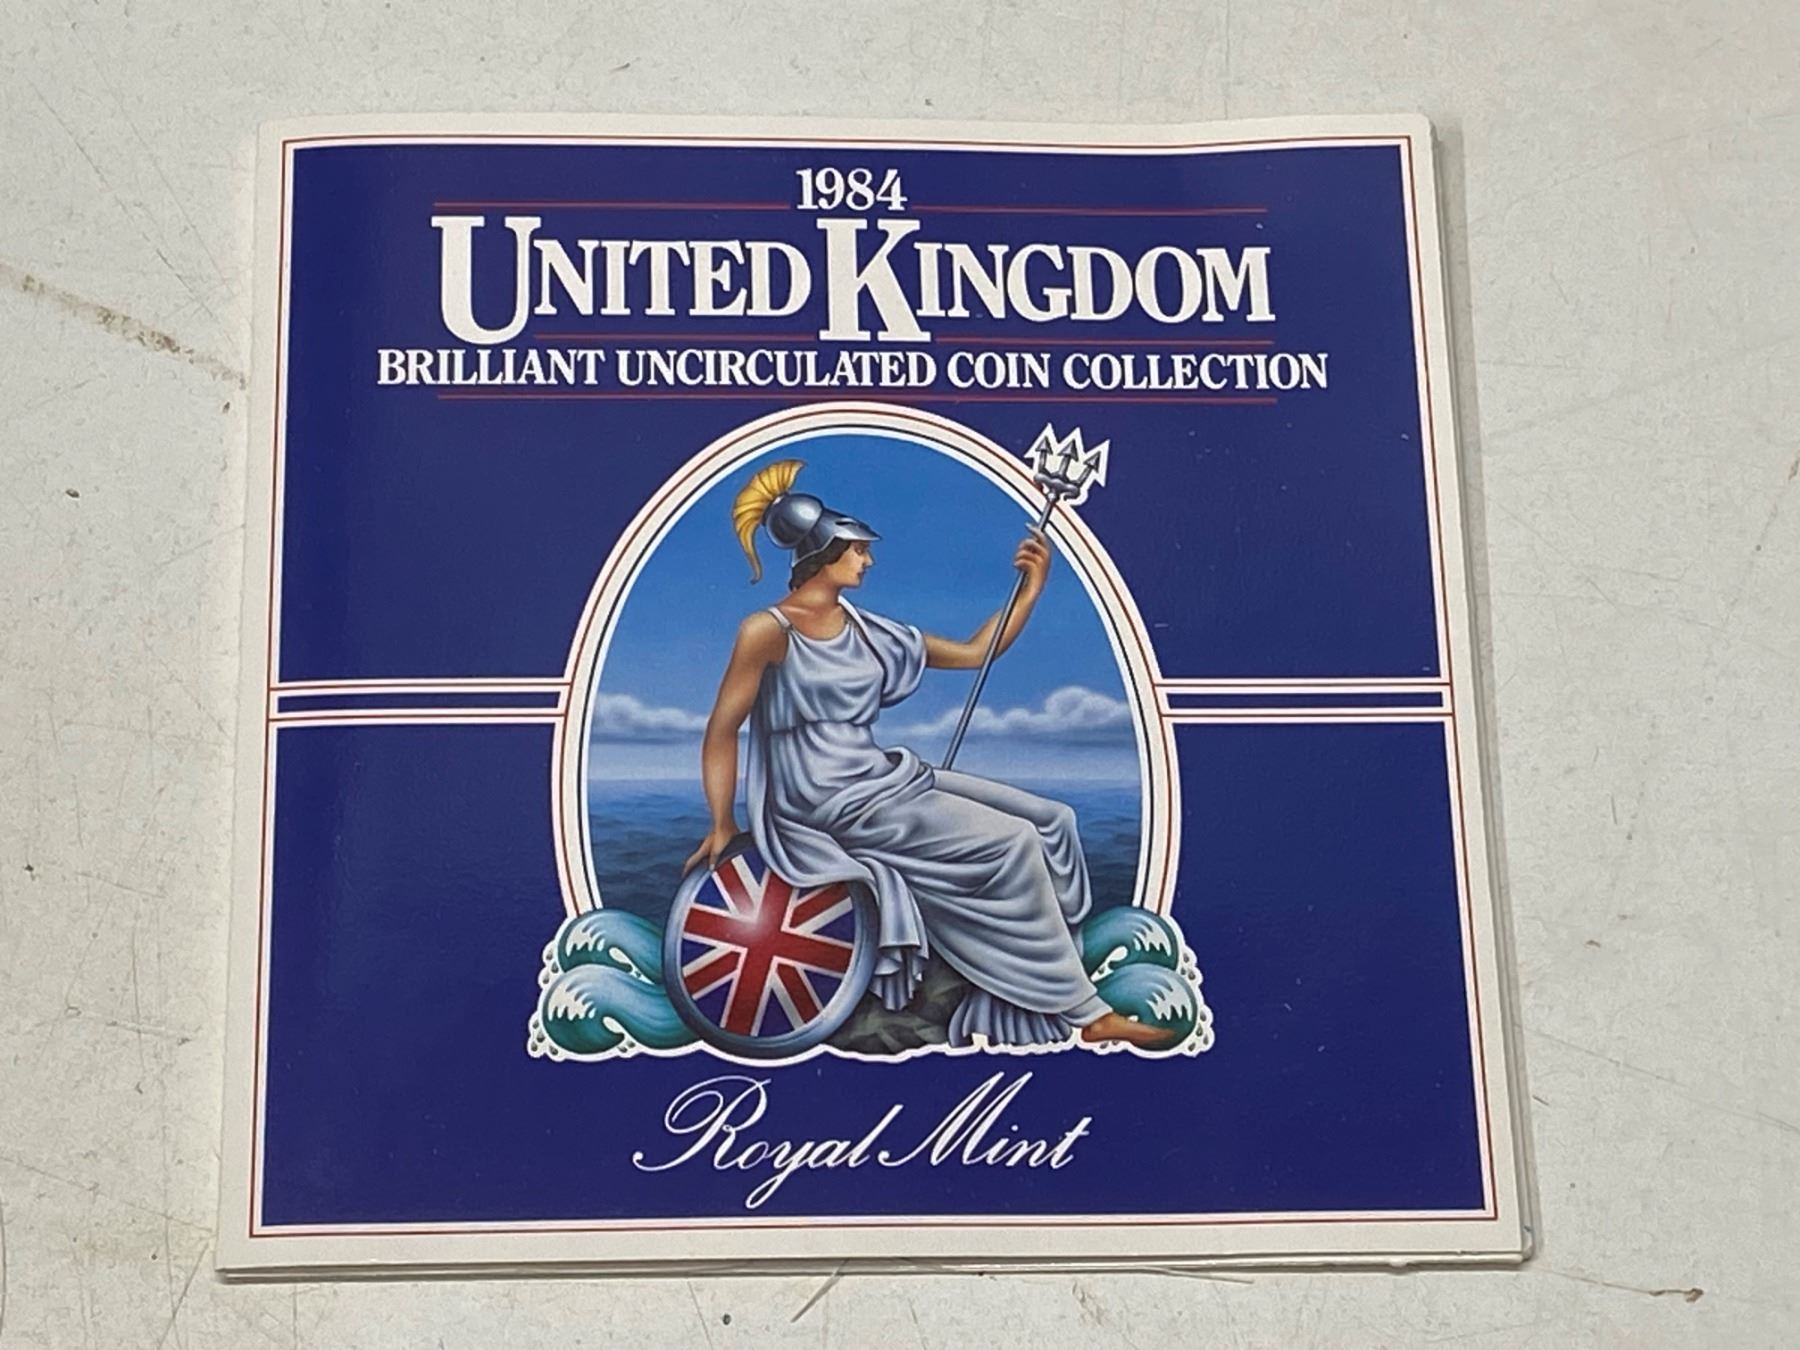 1984
UNITED KINGDOM
BRILLIANT UNCIRCULATED COIN COLLECTION
Royal Mint